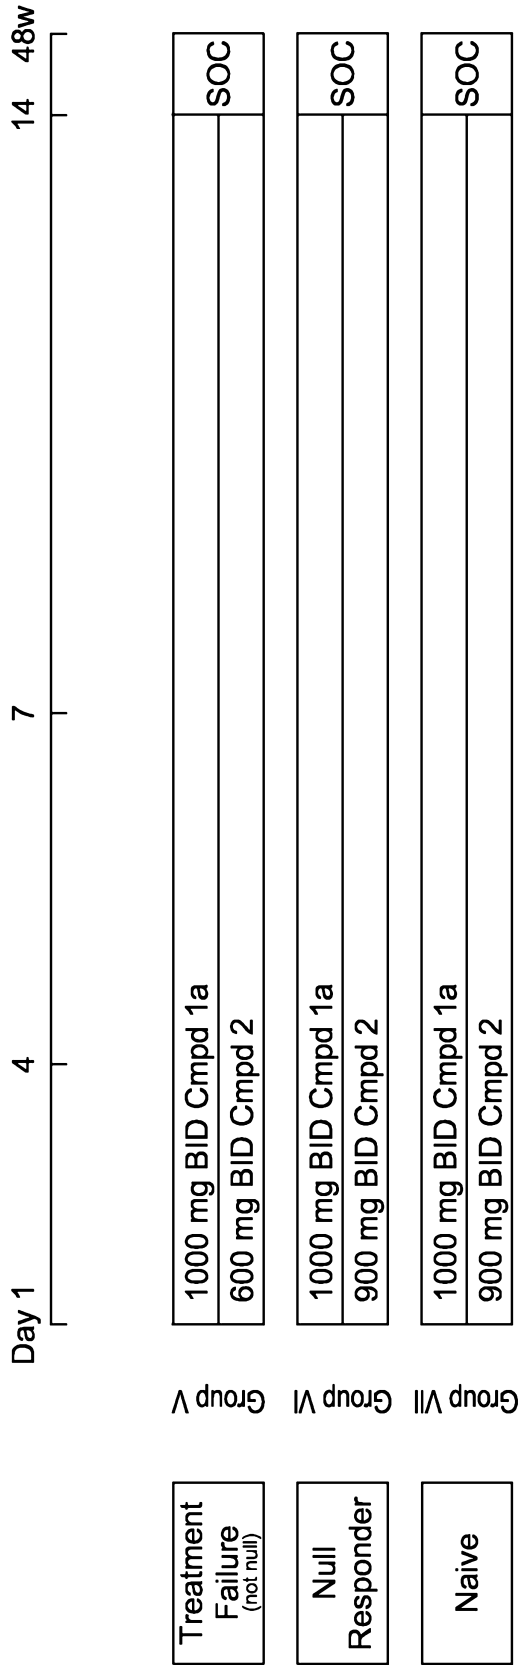 Day 1 4 7 14 48w
Treatment
Failure
(not null)
Group V
1000 mg BID Cmpd 1a
600 mg BID Cmpd 2
SOC
Null
Responder
Group VI
1000 mg BID Cmpd 1a
900 mg BID Cmpd 2
SOC
Naive
Group VII
1000 mg BID Cmpd 1a
900 mg BID Cmpd 2
SOC